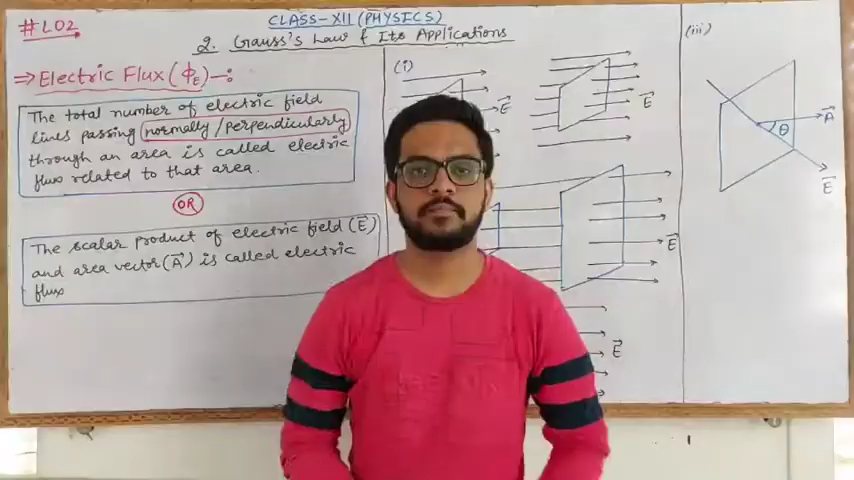 #L02
CLASS-XII (PHYSICS)
2. Gauss's Law & Its Applications
⇒ Electric Flux (ϕ_E) -:
The total number of electric field
lines passing normally/perpendicularly
through an area is called electric
flux related to that area.
OR
The scalar product of electric field (E⃗)
and area vector (A⃗) is called electric
flux
(i)
E⃗
E⃗
E⃗
E⃗
(iii)
A⃗
θ
E⃗